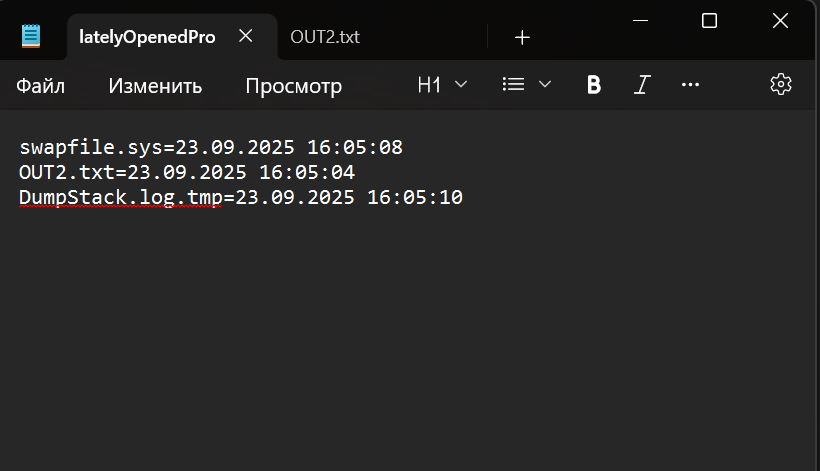 latelyOpenedPro
OUT2.txt
Файл Изменить Просмотр H1 B I
swapfile.sys=23.09.2025 16:05:08
OUT2.txt=23.09.2025 16:05:04
DumpStack.log.tmp=23.09.2025 16:05:10